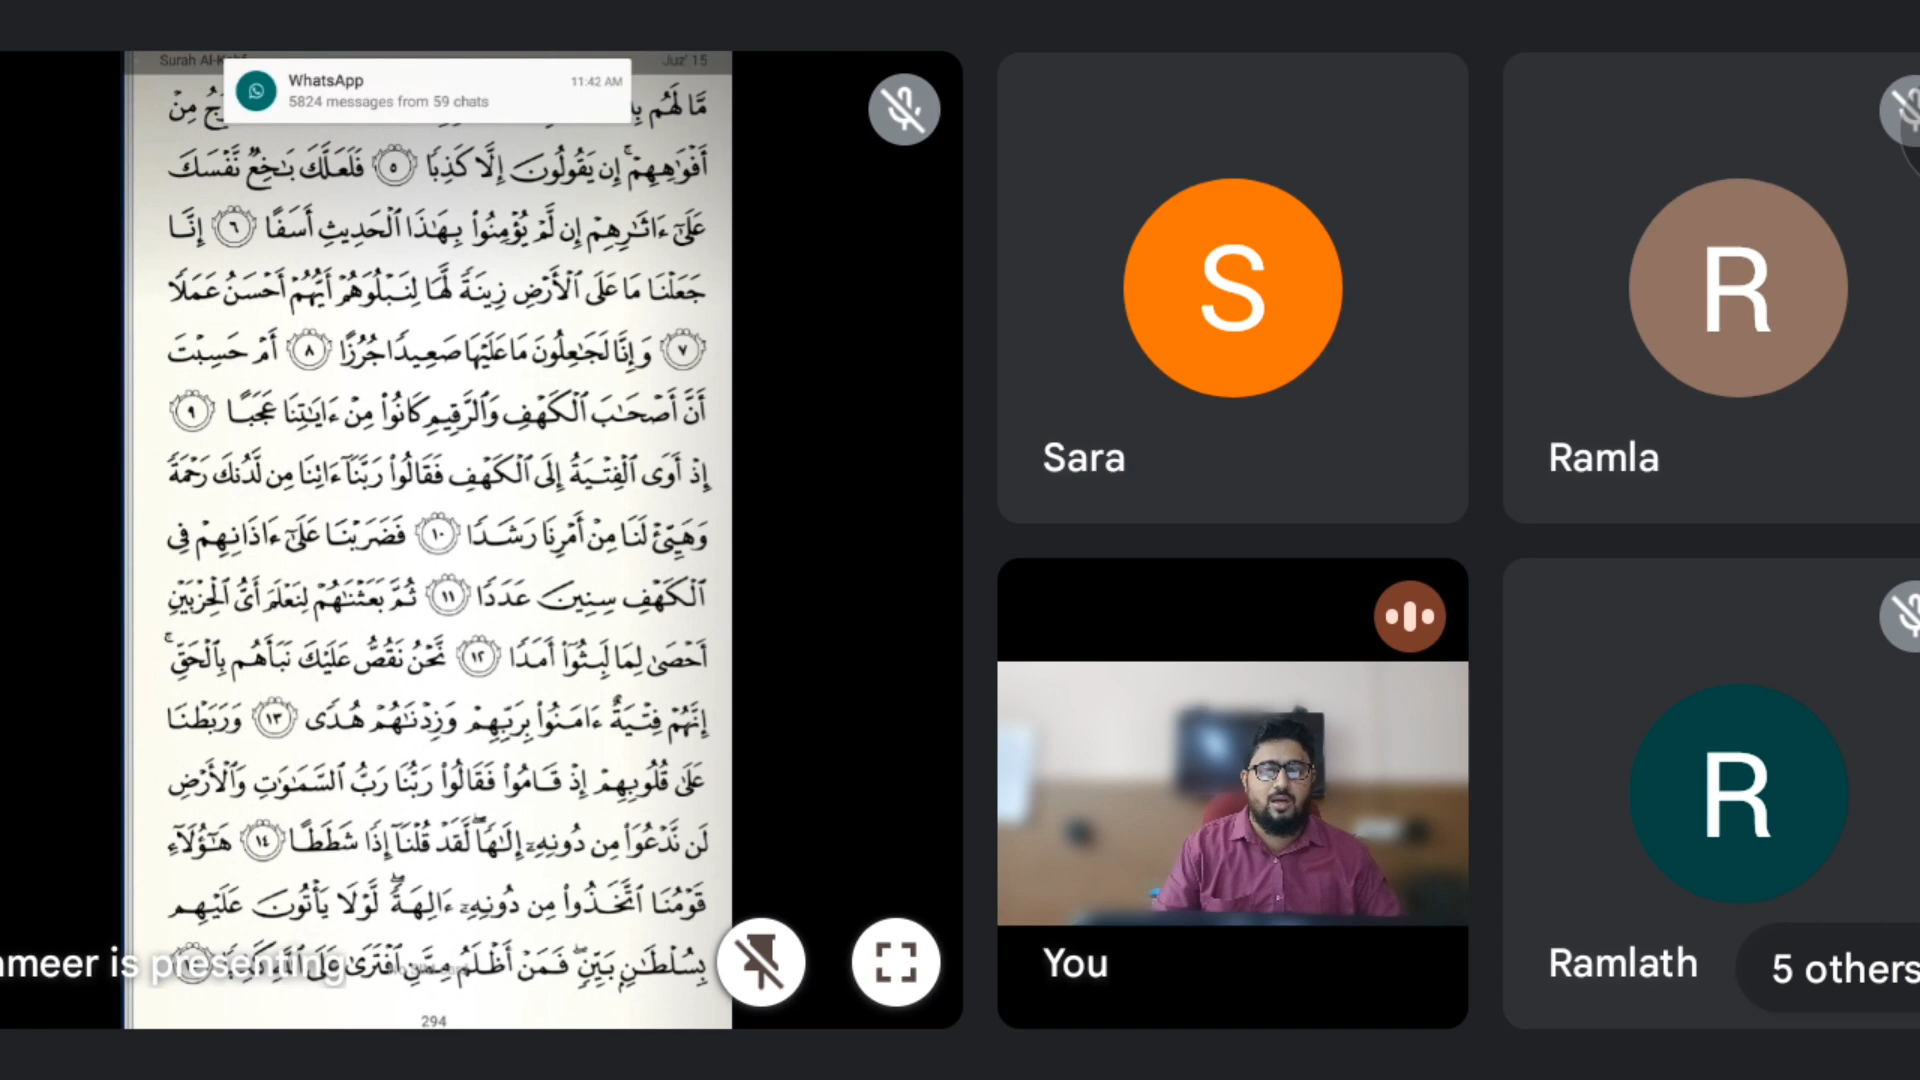 Surah Al-Kahf
Juz' 15
WhatsApp
11:42 AM
5824 messages from 59 chats
مَّا لَهُم
مِنْ
أَفْوَٰهِهِمْ ۚ إِن يَقُولُونَ إِلَّا كَذِبًا ٥ فَلَعَلَّكَ بَـٰخِعٌ نَّفْسَكَ
عَلَىٰٓ ءَاثَـٰرِهِمْ إِن لَّمْ يُؤْمِنُوا۟ بِهَـٰذَا ٱلْحَدِيثِ أَسَفًا ٦ إِنَّا
جَعَلْنَا مَا عَلَى ٱلْأَرْضِ زِينَةً لَّهَا لِنَبْلُوَهُمْ أَيُّهُمْ أَحْسَنُ عَمَلًا
٧ وَإِنَّا لَجَـٰعِلُونَ مَا عَلَيْهَا صَعِيدًا جُرُزًا ٨ أَمْ حَسِبْتَ
أَنَّ أَصْحَـٰبَ ٱلْكَهْفِ وَٱلرَّقِيمِ كَانُوا۟ مِنْ ءَايَـٰتِنَا عَجَبًا ٩
إِذْ أَوَى ٱلْفِتْيَةُ إِلَى ٱلْكَهْفِ فَقَالُوا۟ رَبَّنَآ ءَاتِنَا مِن لَّدُنكَ رَحْمَةً
وَهَيِّئْ لَنَا مِنْ أَمْرِنَا رَشَدًا ١٠ فَضَرَبْنَا عَلَىٰٓ ءَاذَانِهِمْ فِى
ٱلْكَهْفِ سِنِينَ عَدَدًا ١١ ثُمَّ بَعَثْنَـٰهُمْ لِنَعْلَمَ أَىُّ ٱلْحِزْبَيْنِ
أَحْصَىٰ لِمَا لَبِثُوٓا۟ أَمَدًا ١٢ نَّحْنُ نَقُصُّ عَلَيْكَ نَبَأَهُم بِٱلْحَقِّ ۚ
إِنَّهُمْ فِتْيَةٌ ءَامَنُوا۟ بِرَبِّهِمْ وَزِدْنَـٰهُمْ هُدًى ١٣ وَرَبَطْنَا
عَلَىٰ قُلُوبِهِمْ إِذْ قَامُوا۟ فَقَالُوا۟ رَبُّنَا رَبُّ ٱلسَّمَـٰوَٰتِ وَٱلْأَرْضِ
لَن نَّدْعُوَا۟ مِن دُونِهِۦٓ إِلَـٰهًا ۖ لَّقَدْ قُلْنَآ إِذًا شَطَطًا ١٤ هَـٰٓؤُلَآءِ
قَوْمُنَا ٱتَّخَذُوا۟ مِن دُونِهِۦٓ ءَالِهَةً ۖ لَّوْلَا يَأْتُونَ عَلَيْهِم
بِسُلْطَـٰنٍۭ بَيِّنٍ ۖ فَمَنْ أَظْلَمُ مِمَّنِ ٱفْتَرَىٰ عَلَى ٱللَّهِ كَذِبًا
294
ameer is presenting
S
Sara
R
Ramla
You
R
Ramlath
5 others